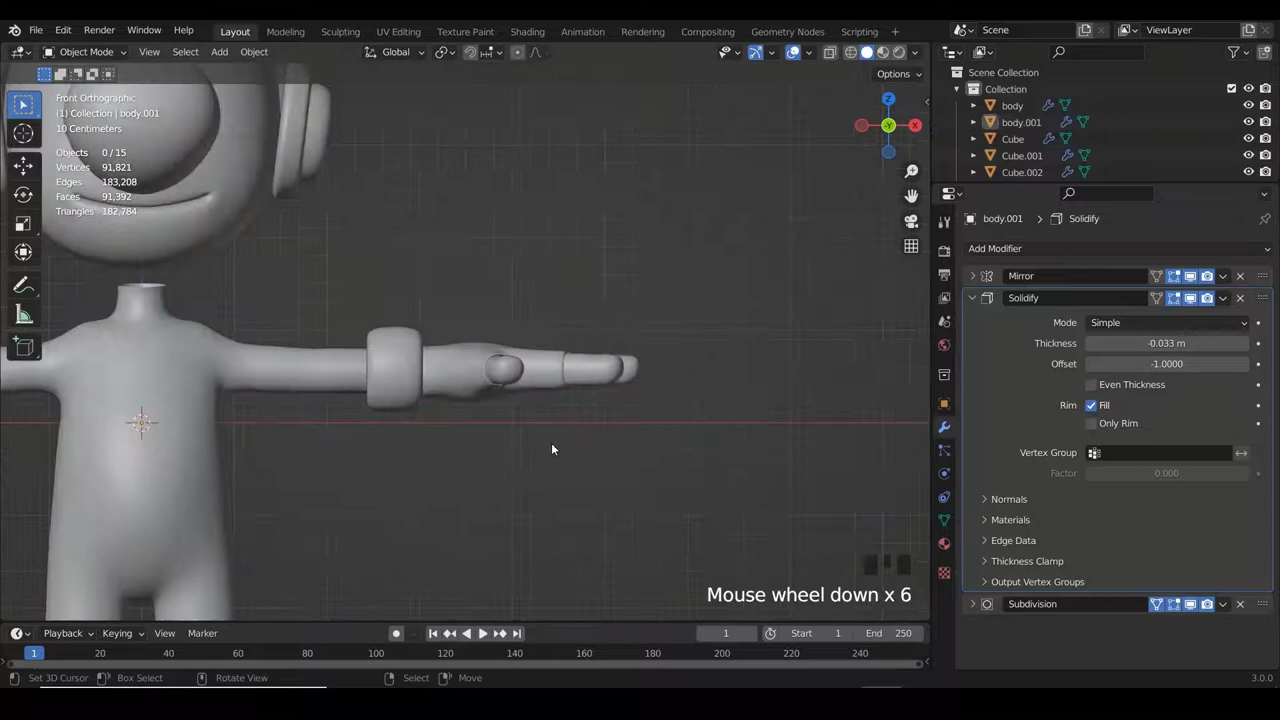 File Edit Render Window Help Layout Modeling Sculpting UV Editing Texture Paint Shading Animation Rendering Compositing Geometry Nodes Scripting + Scene ViewLayer
Object Mode View Select Add Object Global
Options
Front Orthographic
(1) Collection | body.001
10 Centimeters
Objects 0 / 15
Vertices 91,821
Edges 183,208
Faces 91,392
Triangles 182,784
Z
-Y
X
Scene Collection
Collection
body
body.001
Cube
Cube.001
Cube.002
body.001 > Solidify
Add Modifier
Mirror
Solidify
Mode Simple
Thickness -0.033 m
Offset -1.0000
Even Thickness
Rim Fill
Only Rim
Vertex Group
Factor 0.000
Normals
Materials
Edge Data
Thickness Clamp
Output Vertex Groups
Subdivision
Mouse wheel down x 6
Playback Keying View Marker 1 Start 1 End 250
1 20 40 60 80 100 120 140 160 180 200 220 240
Set 3D Cursor Box Select Rotate View Select Move 3.0.0